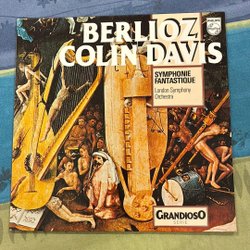 BERLIOZ
COLIN DAVIS
PHILIPS
SYMPHONIE
FANTASTIQUE
London Symphony
Orchestra
GRANDIOSO